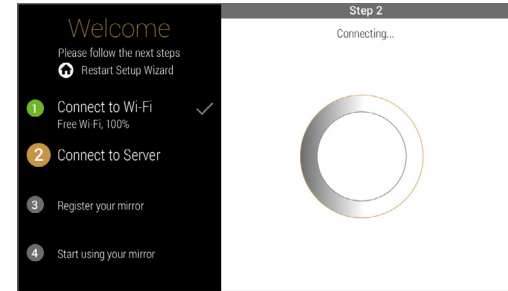 Welcome
Please follow the next steps
Restart Setup Wizard
1 Connect to Wi-Fi
Free Wi-Fi, 100%
2 Connect to Server
3 Register your mirror
4 Start using your mirror
Step 2
Connecting...